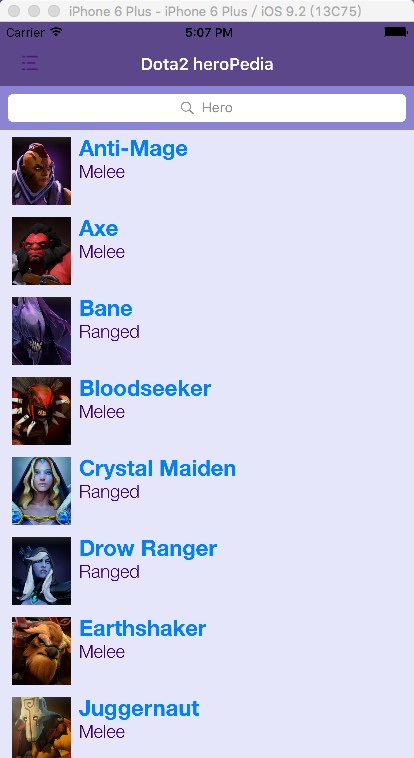 iPhone 6 Plus - iPhone 6 Plus / iOS 9.2 (13C75)
Carrier 5:07 PM
Dota2 heroPedia
Hero
Anti-Mage
Melee
Axe
Melee
Bane
Ranged
Bloodseeker
Melee
Crystal Maiden
Ranged
Drow Ranger
Ranged
Earthshaker
Melee
Juggernaut
Melee